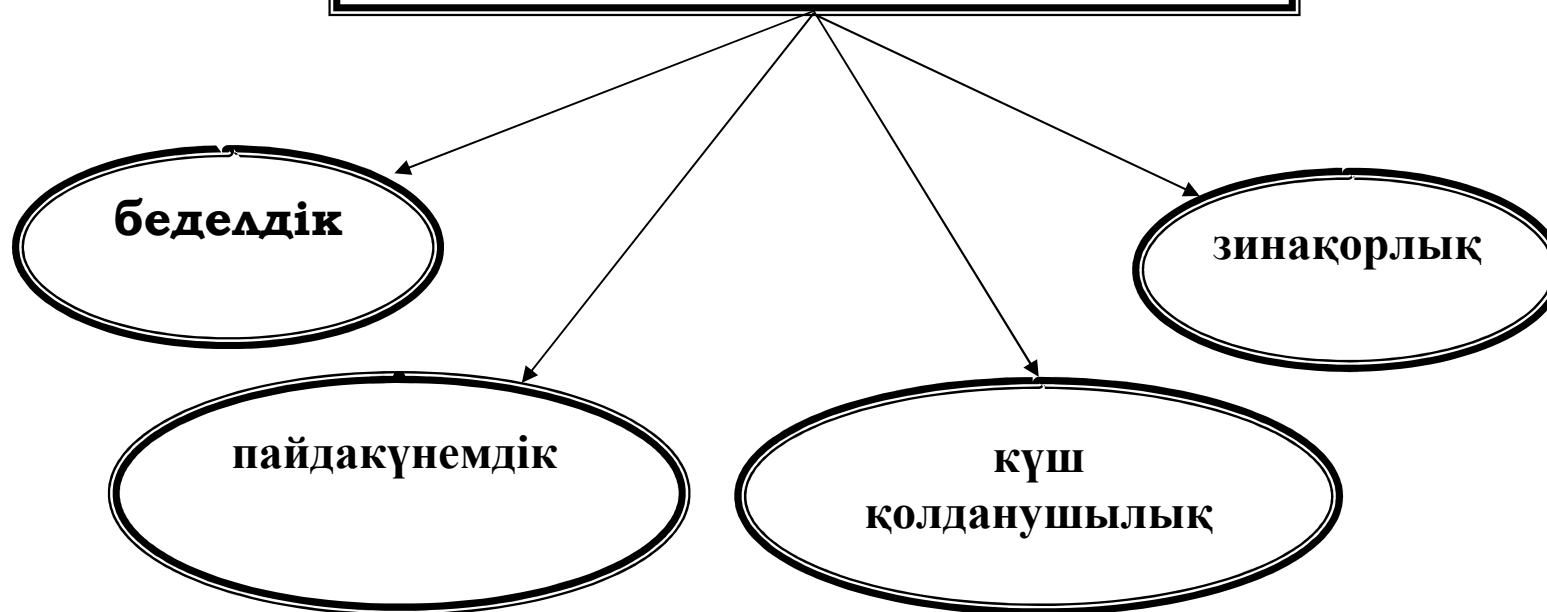 беделдік
зинақорлық
пайдакүнемдік
күш
қолданушылық